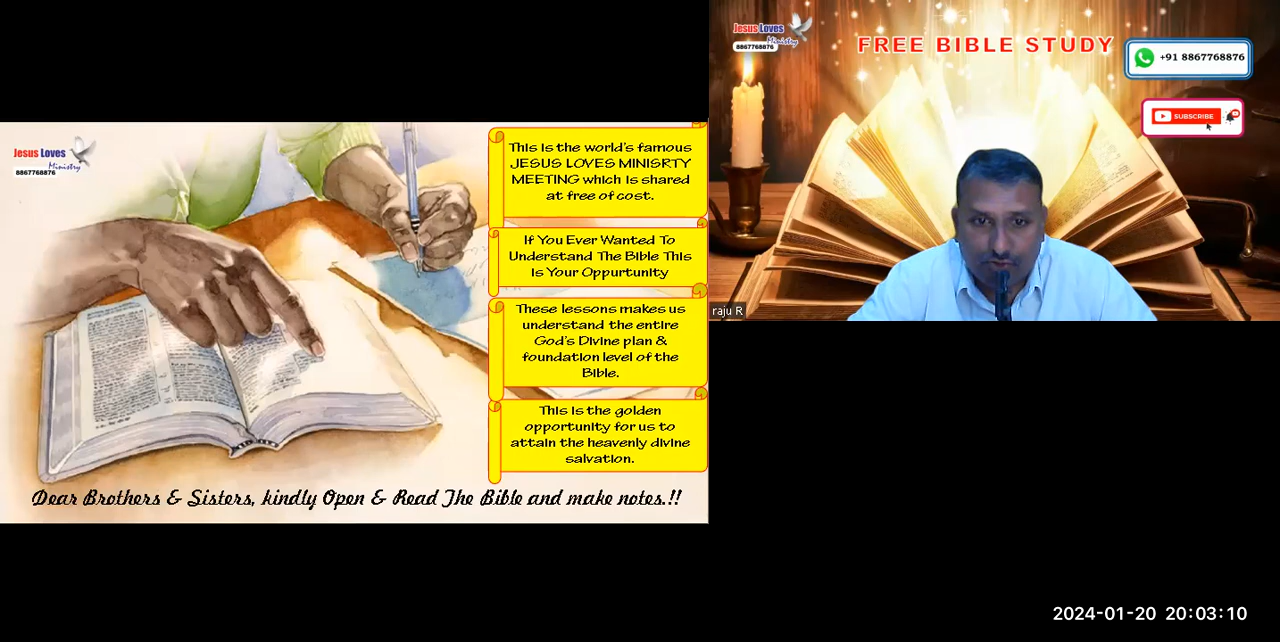 Jesus Loves
Ministry
8867768876
This is the world's famous
JESUS LOVES MINISRTY
MEETING which is shared
at free of cost.
If You Ever Wanted To
Understand The Bible This
Is Your Oppurtunity
These lessons makes us
understand the entire
God's Divine plan &
foundation level of the
Bible.
This is the golden
opportunity for us to
attain the heavenly divine
salvation.
Dear Brothers & Sisters, kindly Open & Read The Bible and make notes.!!
Jesus Loves
Ministry
8867768876
FREE BIBLE STUDY
+91 8867768876
SUBSCRIBE
raju R
2024-01-20 20:03:10